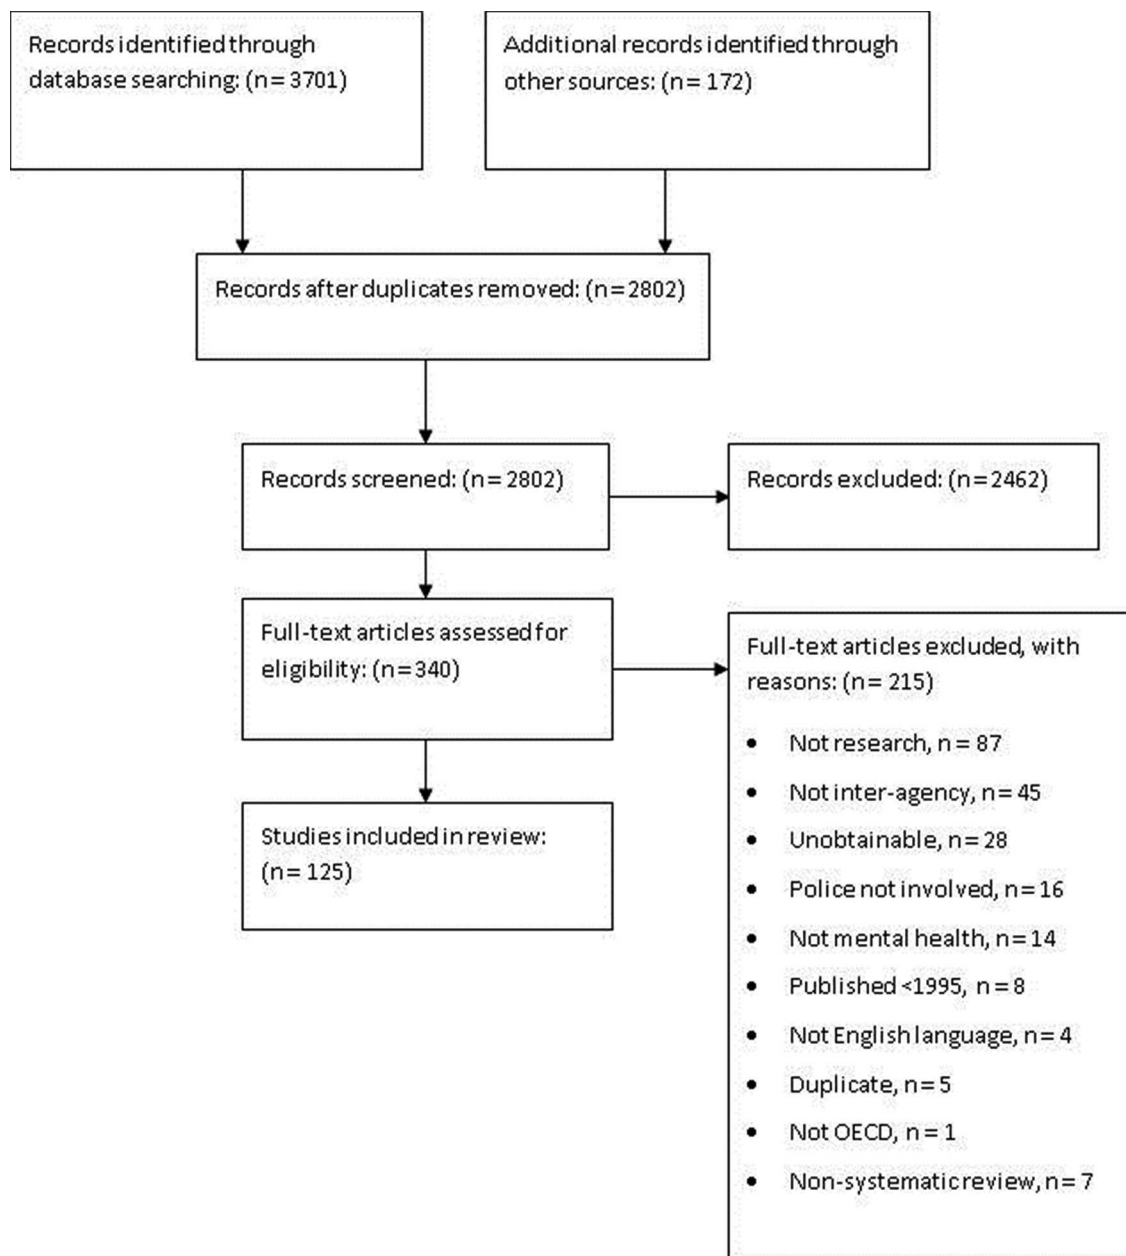 Records identified through
database searching: (n= 3701)
Additional records identified through
other sources: (n= 172)
Records after duplicates removed: (n=2802)
Records screened: (n= 2802)
Records excluded: (n=2462)
Full-text articles assessed for
eligibility: (n=340)
Full-text articles excluded, with
reasons: (n= 215)
• Not research, n= 87
• Not inter-agency, n= 45
• Unobtainable, n= 28
• Police not involved, n= 16
• Not mental health, n= 14
• Published <1995, n= 8
• Not English language, n= 4
• Duplicate, n= 5
• Not OECD, n= 1
• Non-systematic review, n= 7
Studies included in review:
(n= 125)